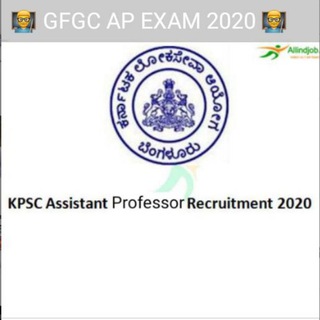 👩‍🏫 GFGC AP EXAM 2020 👩‍🏫
Allindjob
ಕರ್ನಾಟಕ ಲೋಕಸೇವಾ ಆಯೋಗ
ಬೆಂಗಳೂರು
KPSC Assistant Professor Recruitment 2020